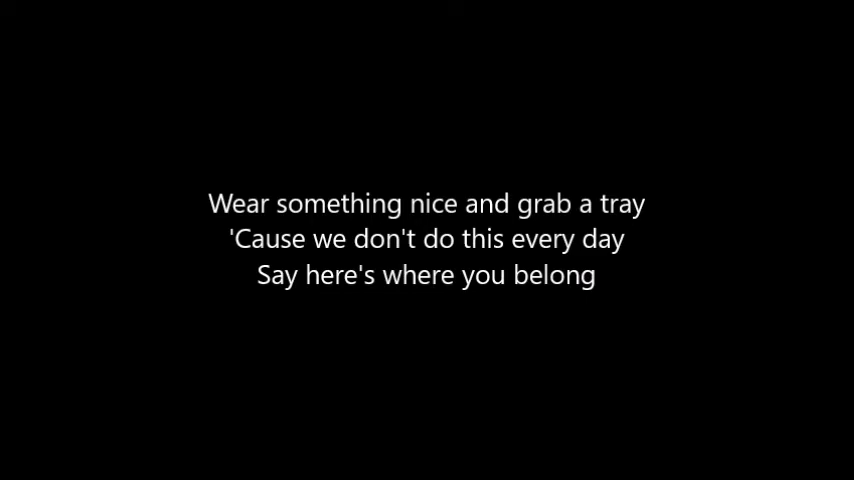 Wear something nice and grab a tray
'Cause we don't do this every day
Say here's where you belong